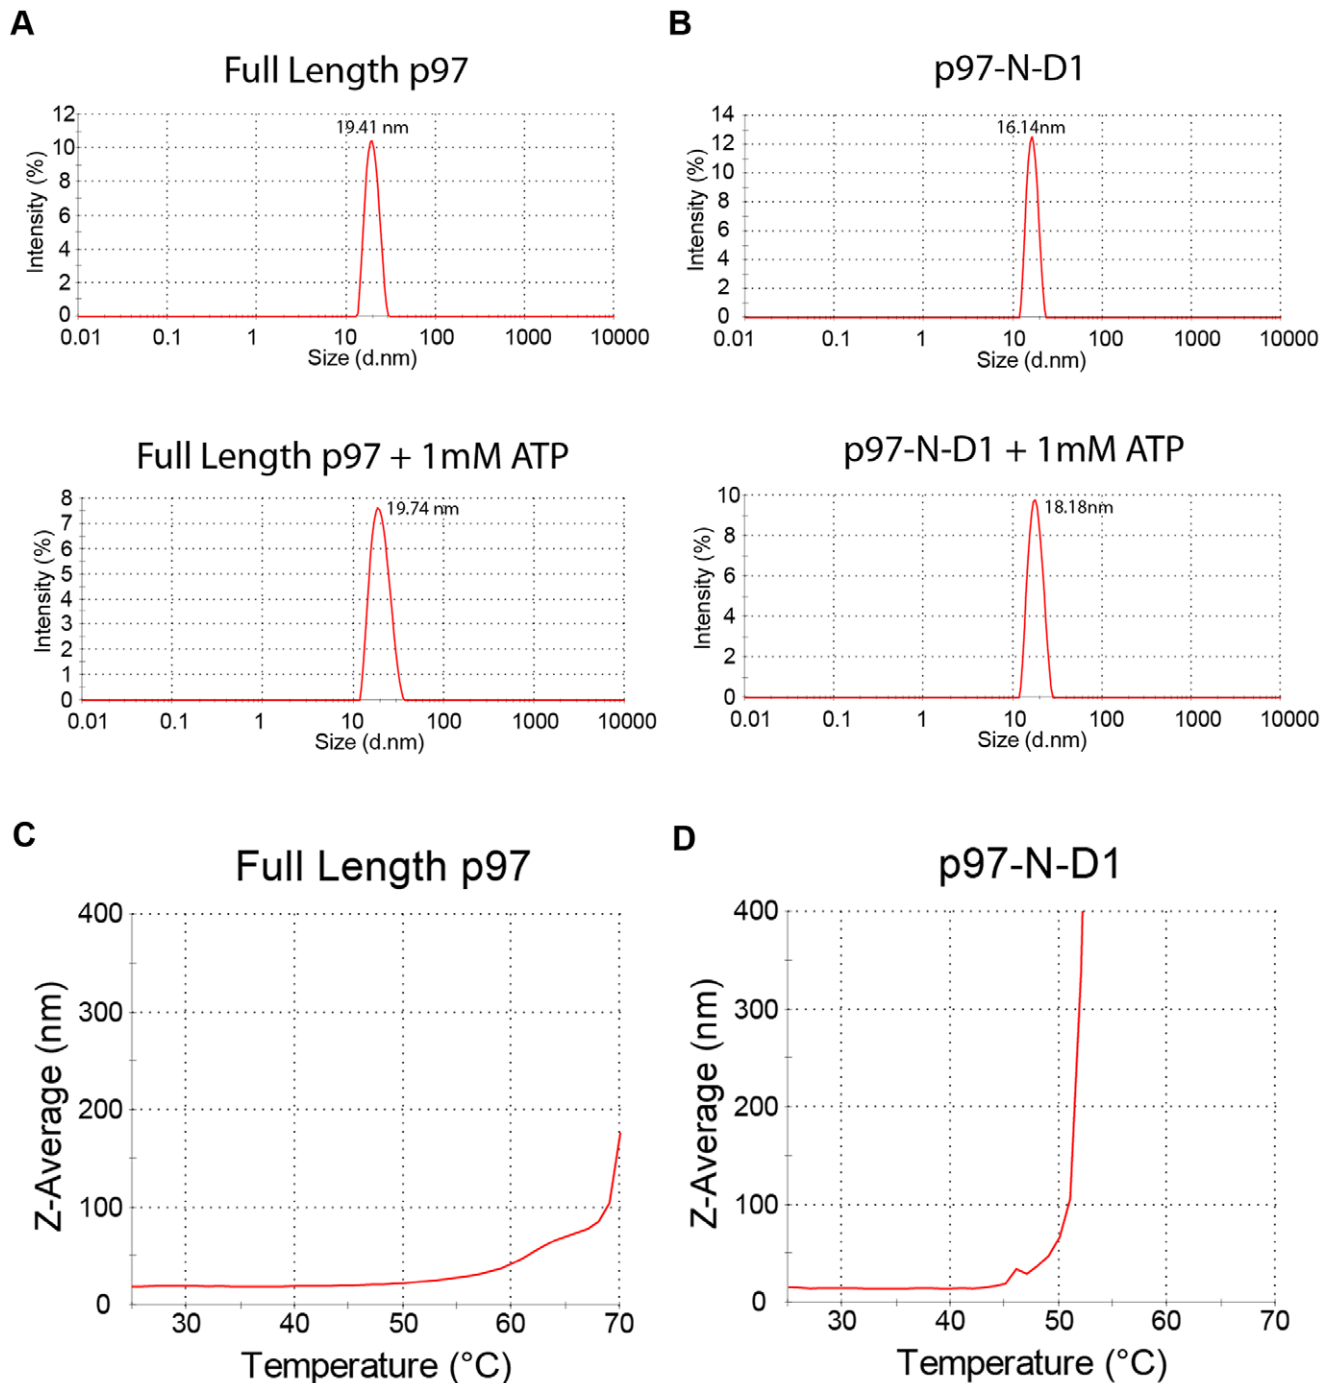 A
Full Length p97
19.41 nm
12
10
8
6
4
2
0
Intensity (%)
0.01 0.1 1 10 100 1000 10000
Size (d.nm)
B
p97-N-D1
16.14nm
14
12
10
8
6
4
2
0
Intensity (%)
0.01 0.1 1 10 100 1000 10000
Size (d.nm)
Full Length p97 + 1mM ATP
19.74 nm
8
7
6
5
4
3
2
1
0
Intensity (%)
0.01 0.1 1 10 100 1000 10000
Size (d.nm)
p97-N-D1 + 1mM ATP
18.18nm
10
8
6
4
2
0
Intensity (%)
0.01 0.1 1 10 100 1000 10000
Size (d.nm)
C
Full Length p97
400
300
200
100
0
Z-Average (nm)
30 40 50 60 70
Temperature (°C)
D
p97-N-D1
400
300
200
100
0
Z-Average (nm)
30 40 50 60 70
Temperature (°C)